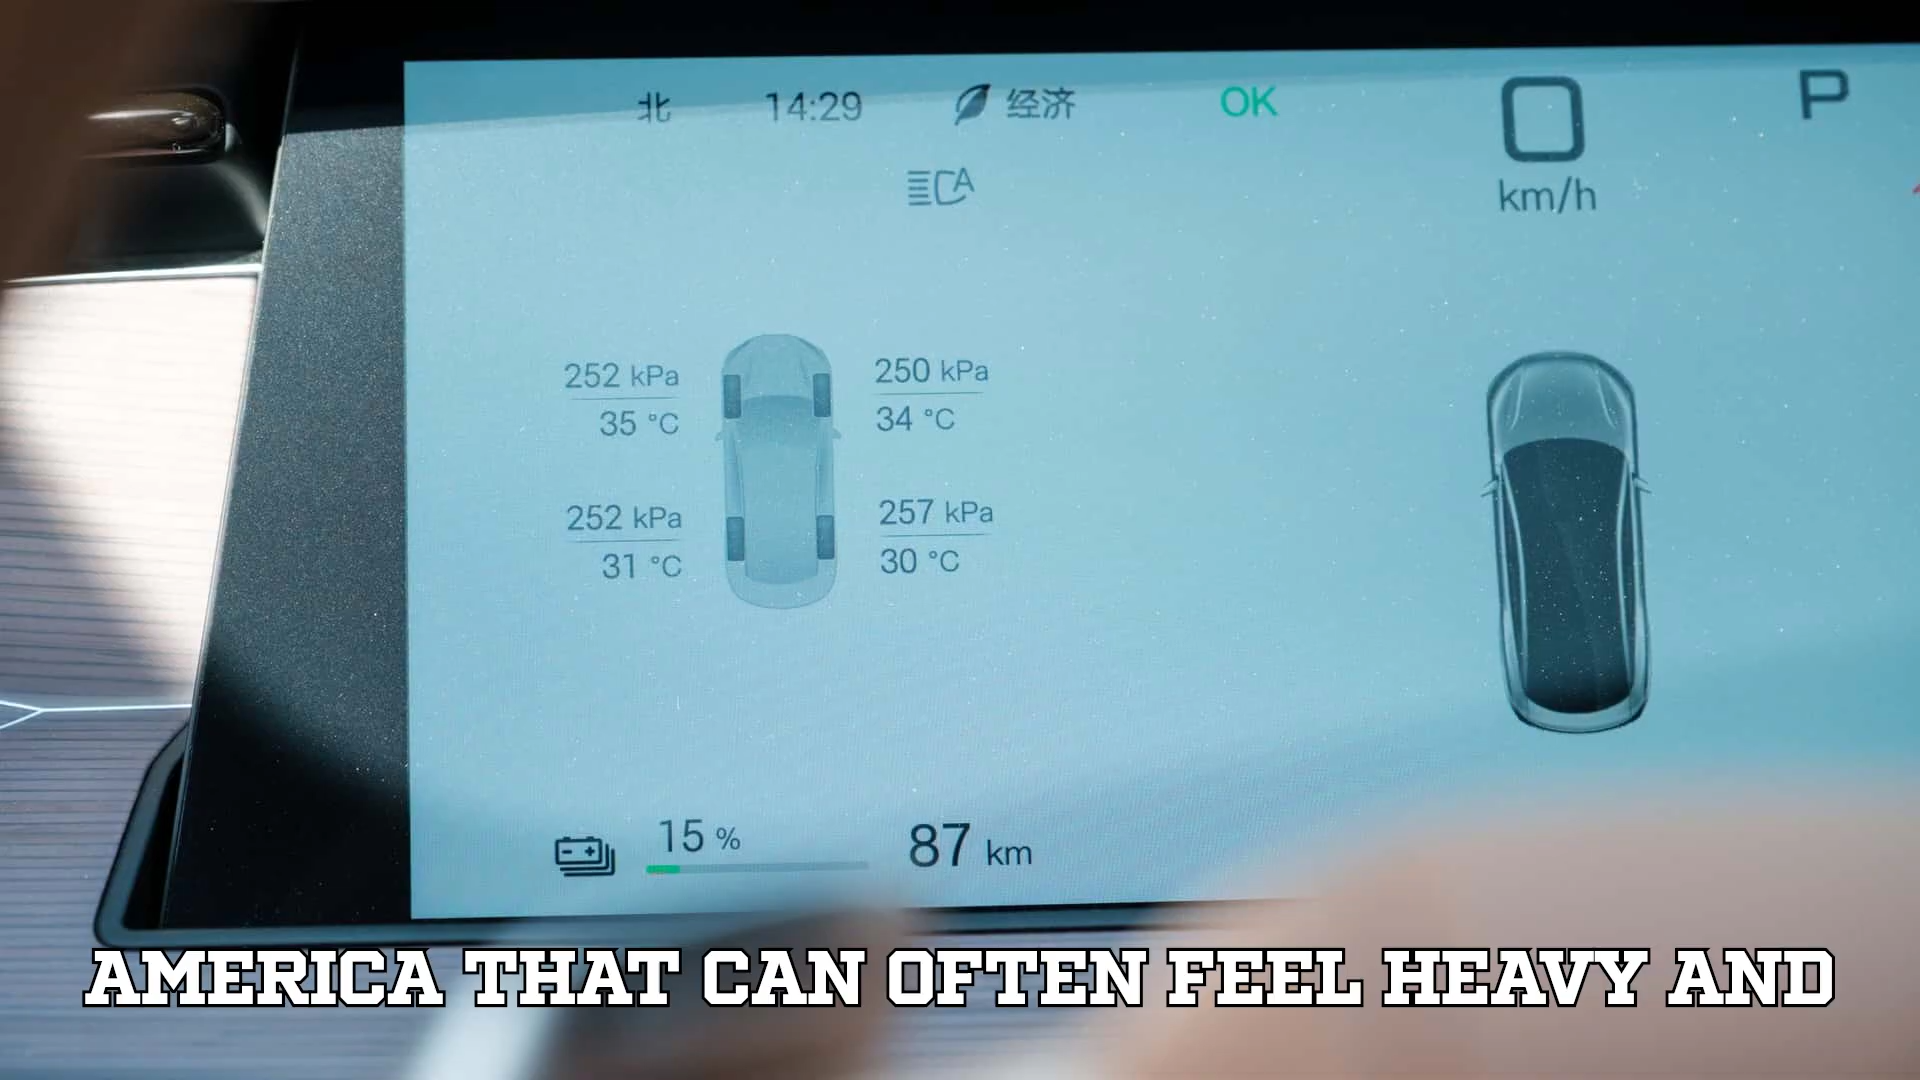 北 14:29 经济 OK 0 P
A
km/h
252 kPa 250 kPa
35 °C 34 °C
252 kPa 257 kPa
31 °C 30 °C
15 % 87 km
AMERICA THAT CAN OFTEN FEEL HEAVY AND